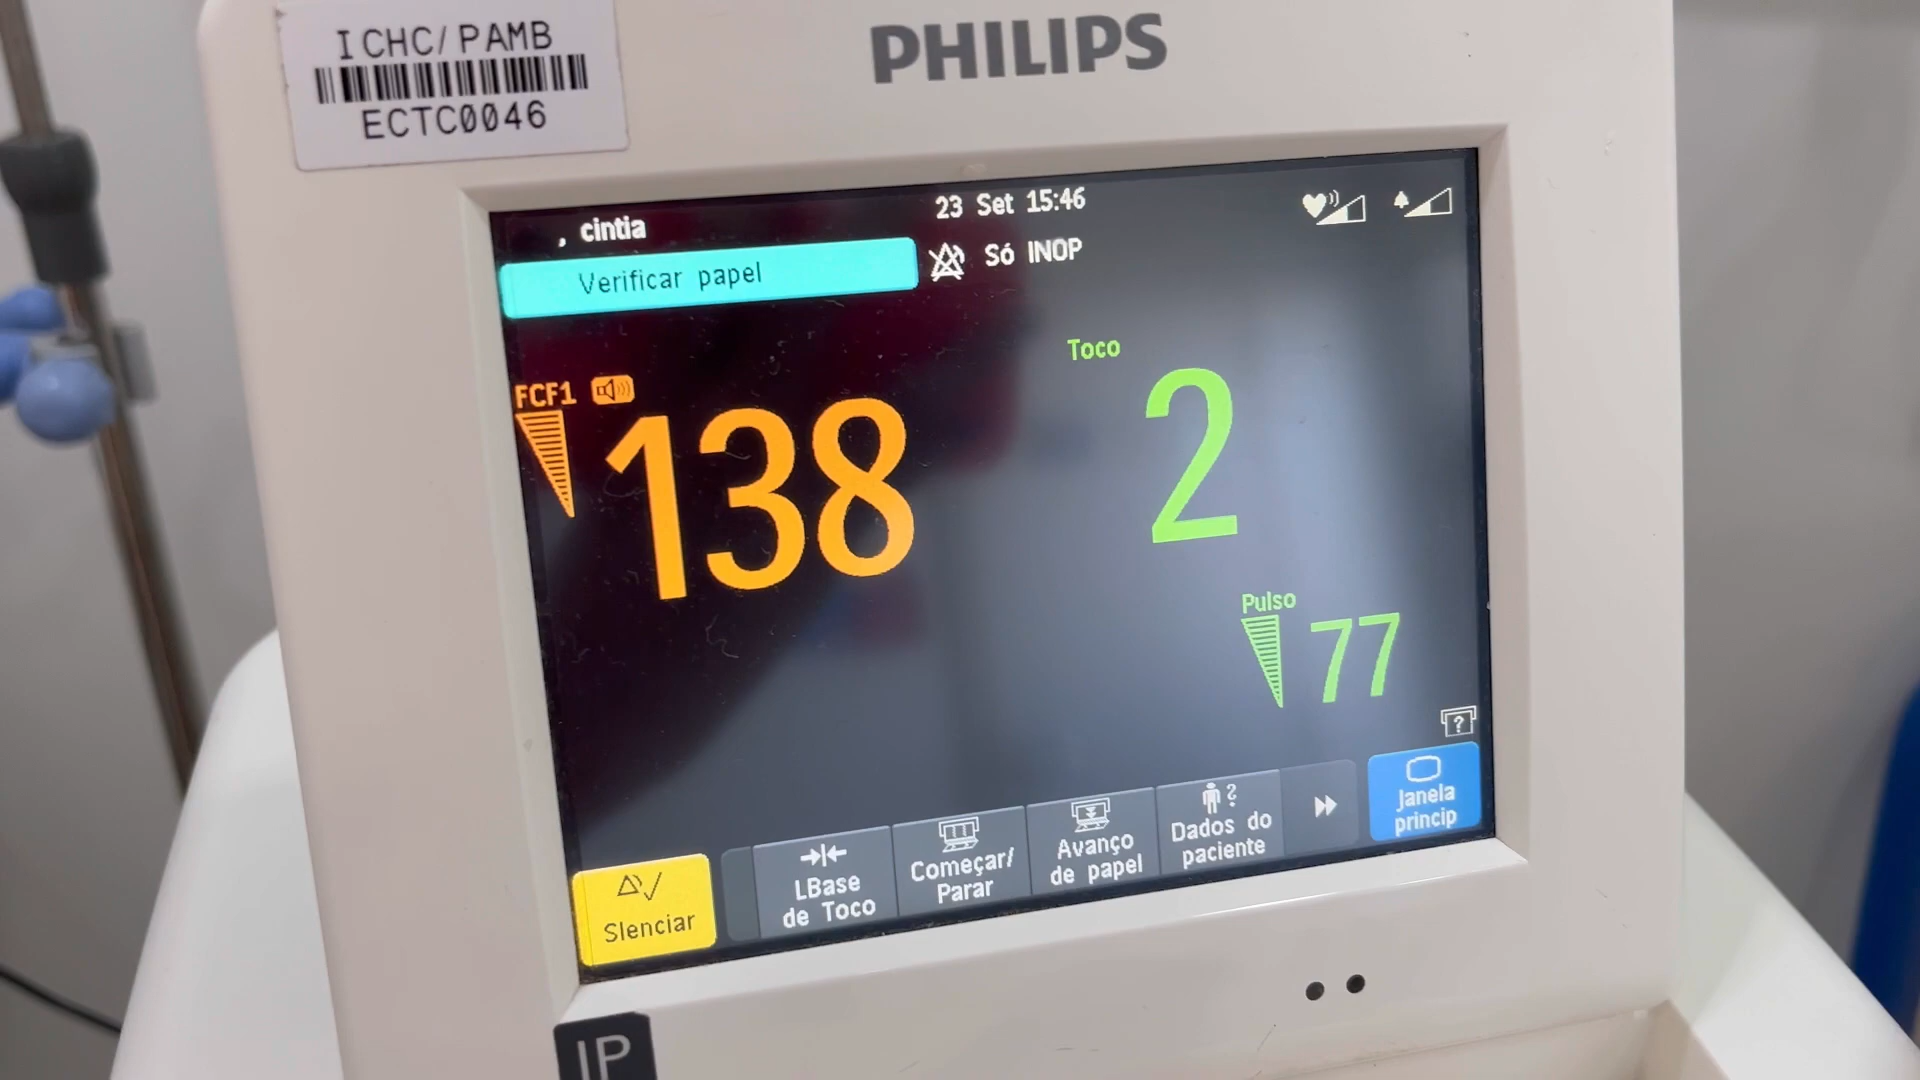 ICHC/PAMB
ECTC0046
PHILIPS
, cintia
23 Set 15:46
Verificar papel
Só INOP
FCF1
138
Toco
2
Pulso
77
?
Slenciar
LBase
de Toco
Começar/
Parar
Avanço
de papel
?
Dados do
paciente
Janela
princip
IP